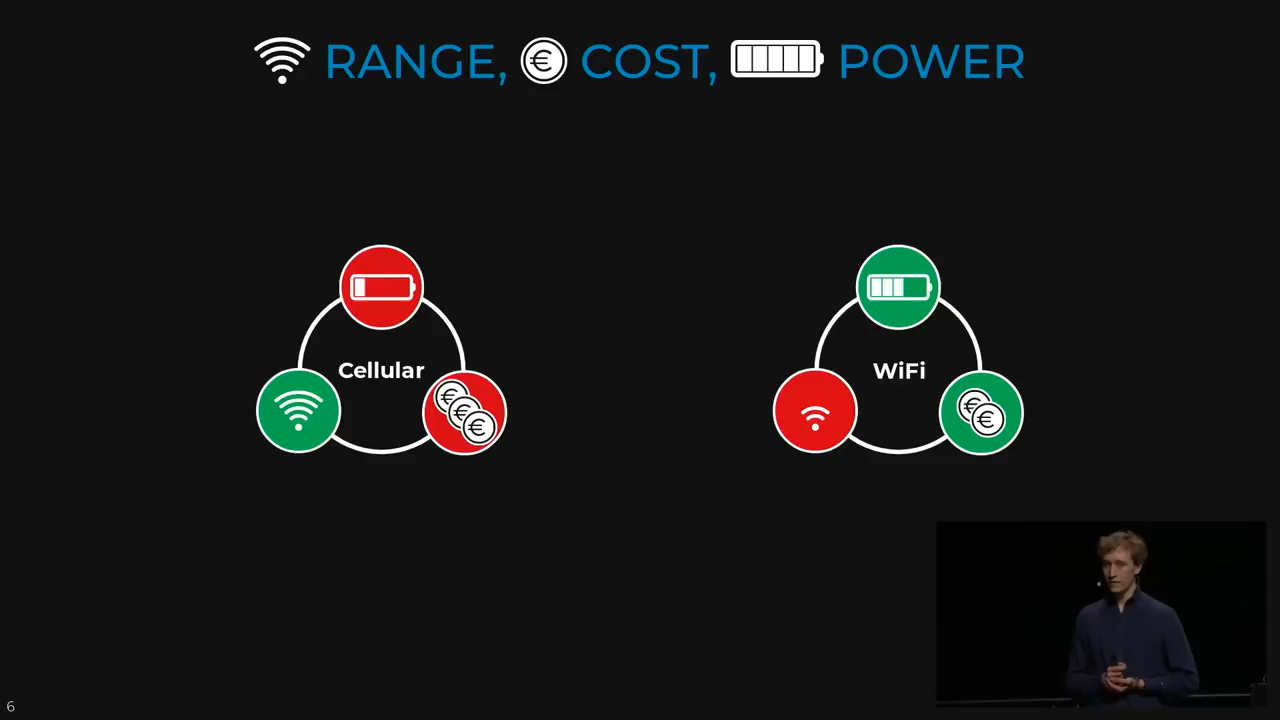 RANGE, € COST, POWER
Cellular
WiFi
€
€
€
€
€
6